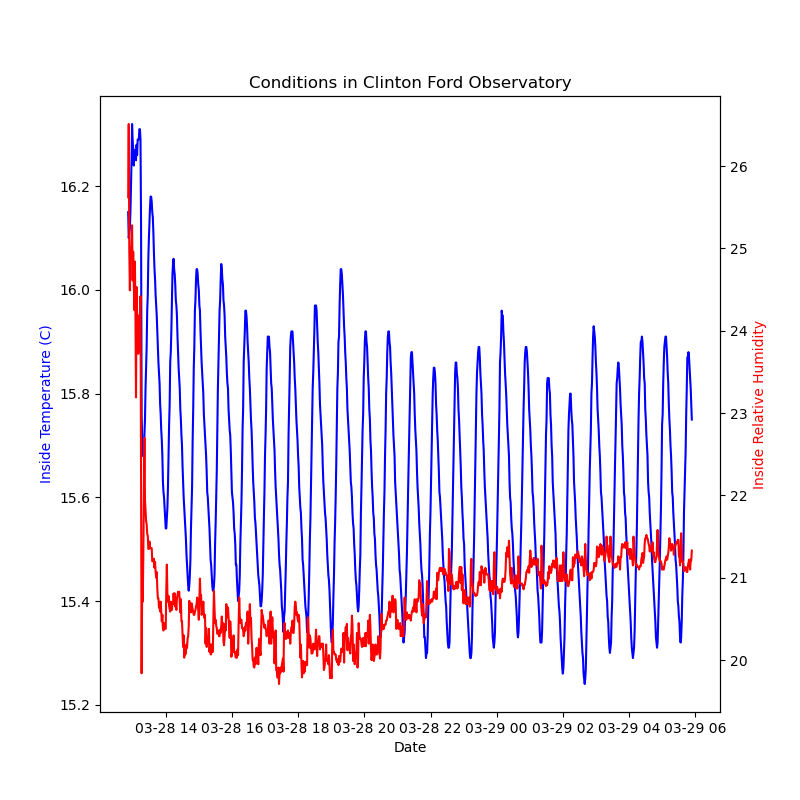 Conditions in Clinton Ford Observatory
Inside Temperature (C)
16.2
16.0
15.8
15.6
15.4
15.2
26
25
24
23
22
21
20
Inside Relative Humidity
03-28 14 03-28 16 03-28 18 03-28 20 03-28 22 03-29 00 03-29 02 03-29 04 03-29 06
Date